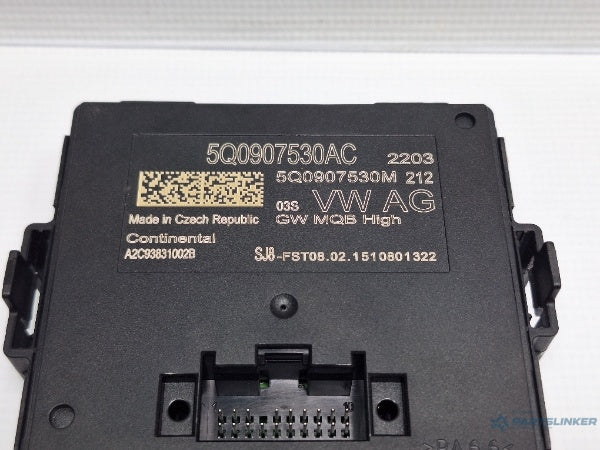 5Q0907530AC 2203
5Q0907530M 212
03S VW AG
Made in Czech Republic GW MQB High
Continental
A2C93831002B SJ8-FST08.02.1510801322
>PA66<
PARTSLINKER